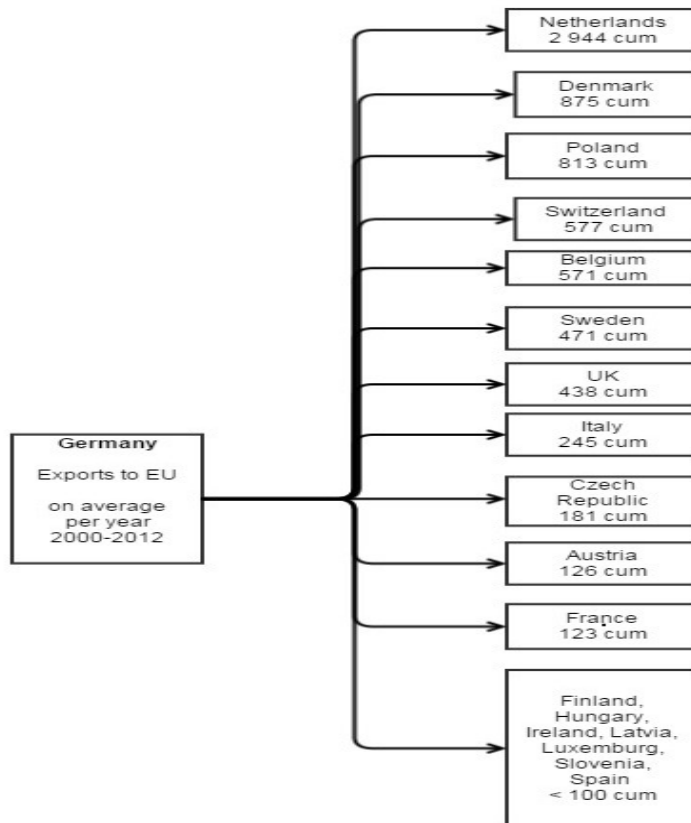 Netherlands
2 944 cum
Denmark
875 cum
Poland
813 cum
Switzerland
577 cum
Belgium
571 cum
Sweden
471 cum
UK
438 cum
Germany
Exports to EU
on average
per year
2000-2012
Italy
245 cum
Czech
Republic
181 cum
Austria
126 cum
France
123 cum
Finland,
Hungary,
Ireland, Latvia,
Luxemburg,
Slovenia,
Spain
< 100 cum